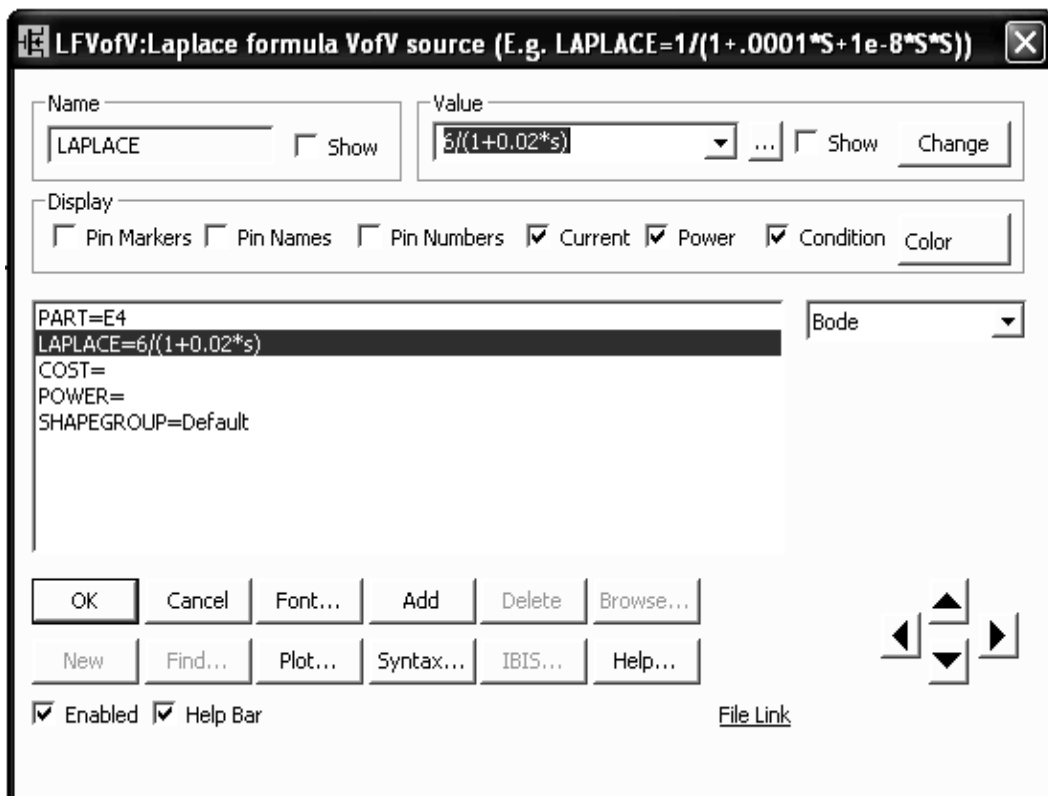 LFVofV:Laplace formula VofV source (E.g. LAPLACE=1/(1+.0001*S+1e-8*S*S))
Name
Value
LAPLACE
Show
6/(1+0.02*s)
...
Show
Change
Display
Pin Markers
Pin Names
Pin Numbers
Current
Power
Condition
Color
PART=E4
LAPLACE=6/(1+0.02*s)
COST=
POWER=
SHAPEGROUP=Default
Bode
OK
Cancel
Font...
Add
Delete
Browse...
New
Find...
Plot...
Syntax...
IBIS...
Help...
Enabled
Help Bar
File Link